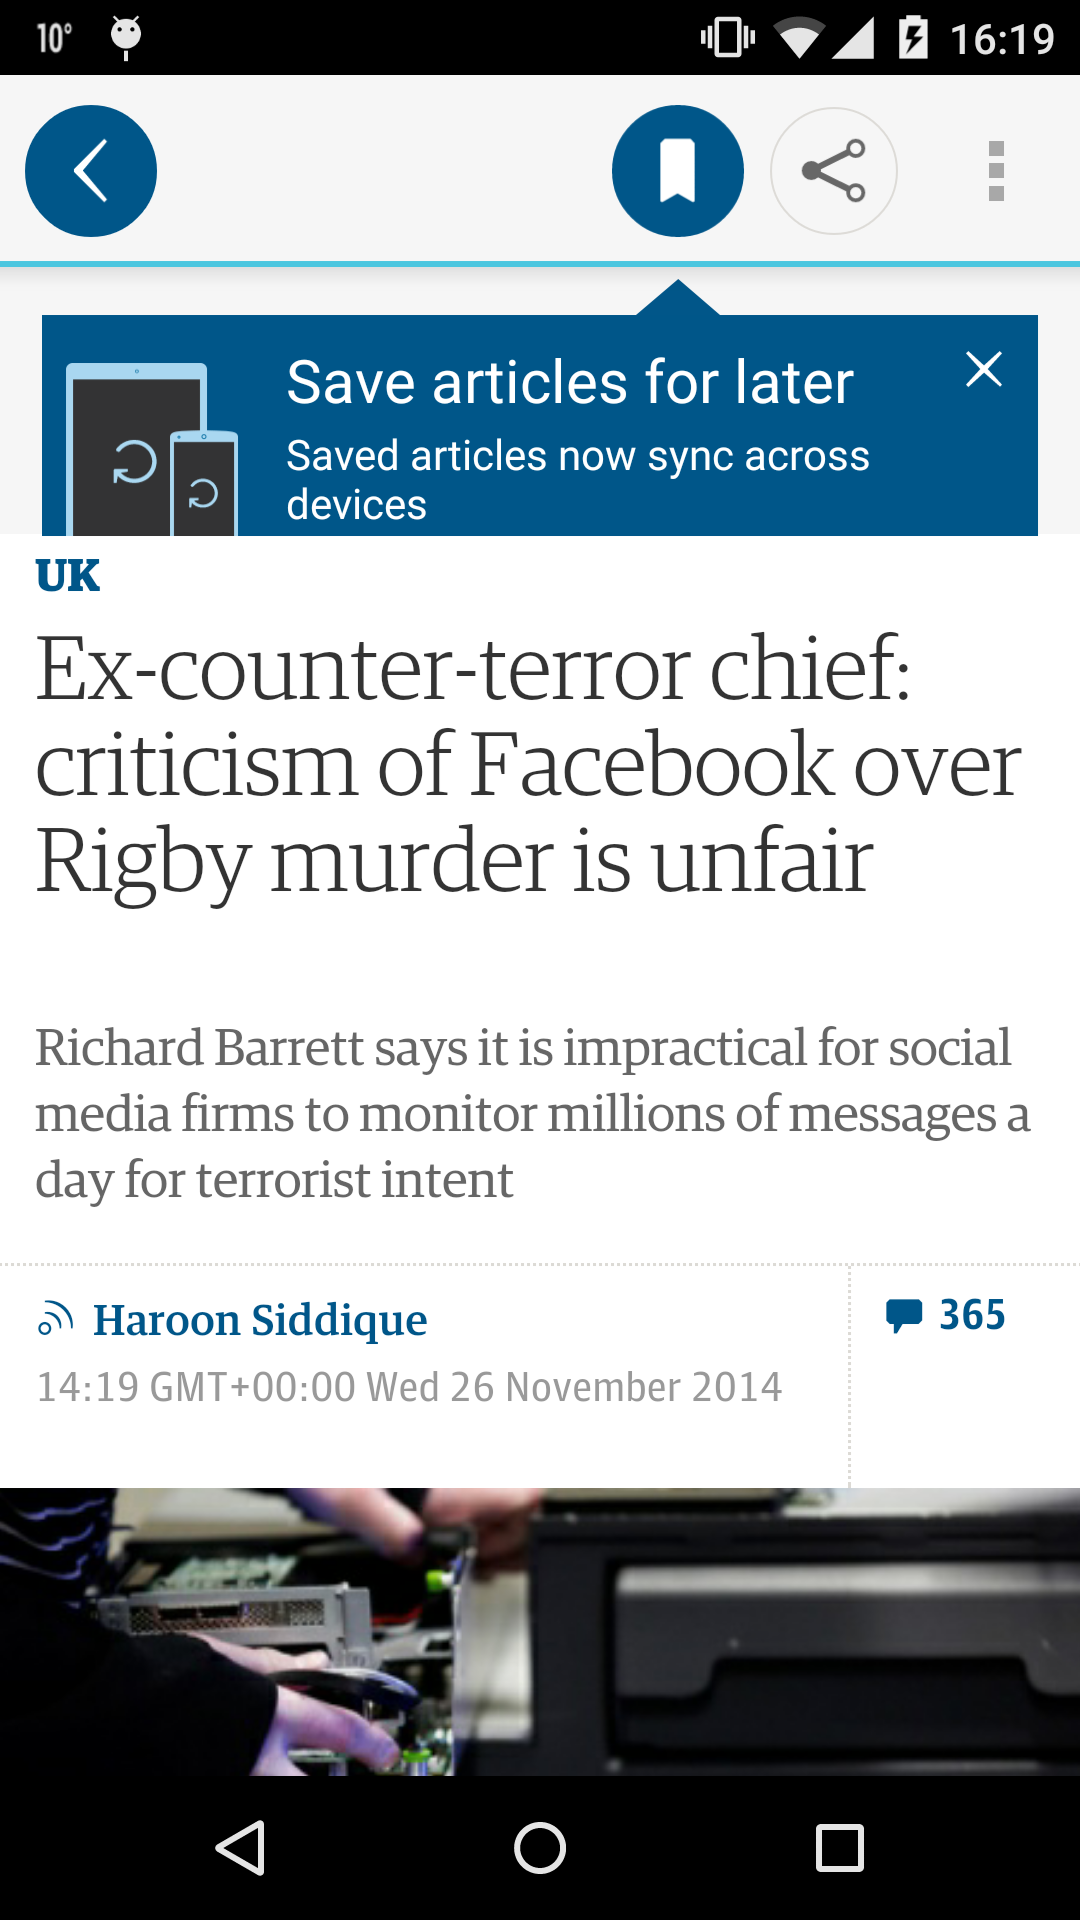 10°
16:19
Save articles for later
Saved articles now sync across
devices
UK
Ex-counter-terror chief:
criticism of Facebook over
Rigby murder is unfair
Richard Barrett says it is impractical for social
media firms to monitor millions of messages a
day for terrorist intent
Haroon Siddique
365
14:19 GMT+00:00 Wed 26 November 2014